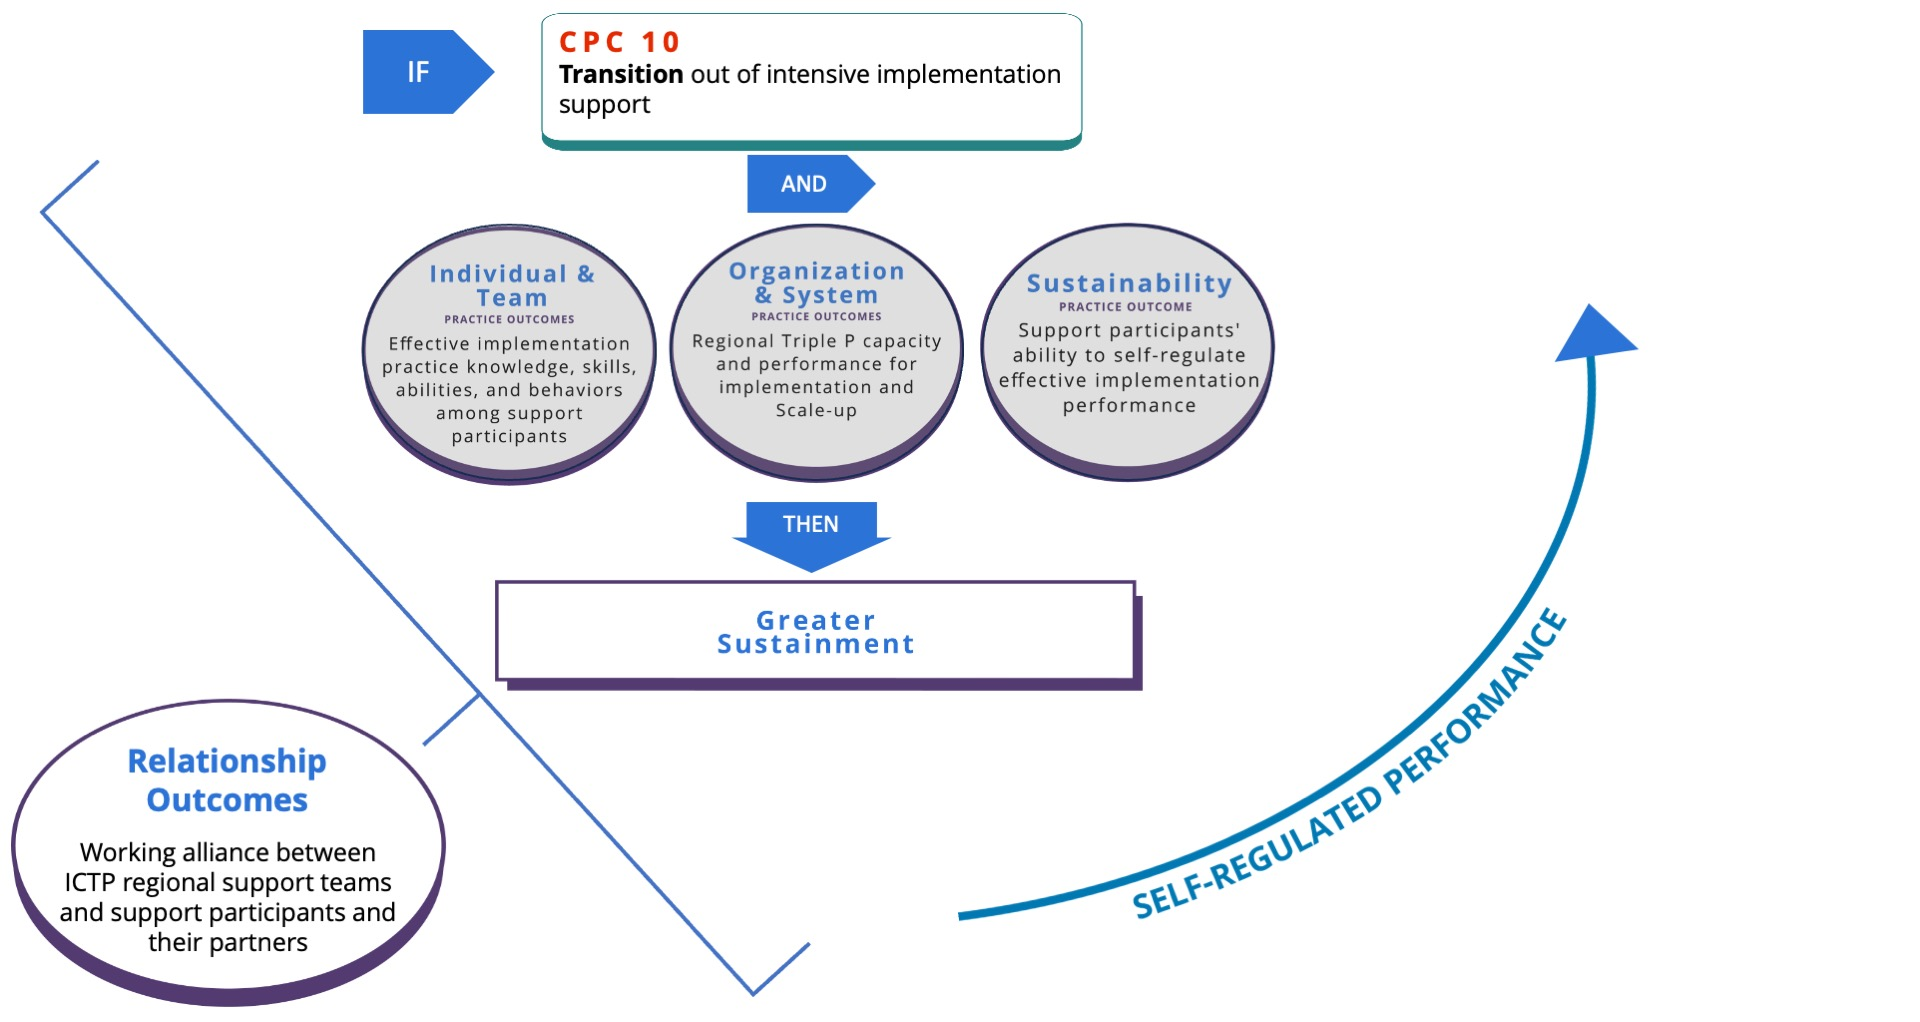 IF
CPC 10
Transition out of intensive implementation
support
AND
Individual &
Team
PRACTICE OUTCOMES
Effective implementation
practice knowledge, skills,
abilities, and behaviors
among support
participants
Organization
& System
PRACTICE OUTCOMES
Regional Triple P capacity
and performance for
implementation and
Scale-up
Sustainability
PRACTICE OUTCOME
Support participants'
ability to self-regulate
effective implementation
performance
THEN
Greater
Sustainment
Relationship
Outcomes
Working alliance between
ICTP regional support teams
and support participants and
their partners
SELF-REGULATED PERFORMANCE